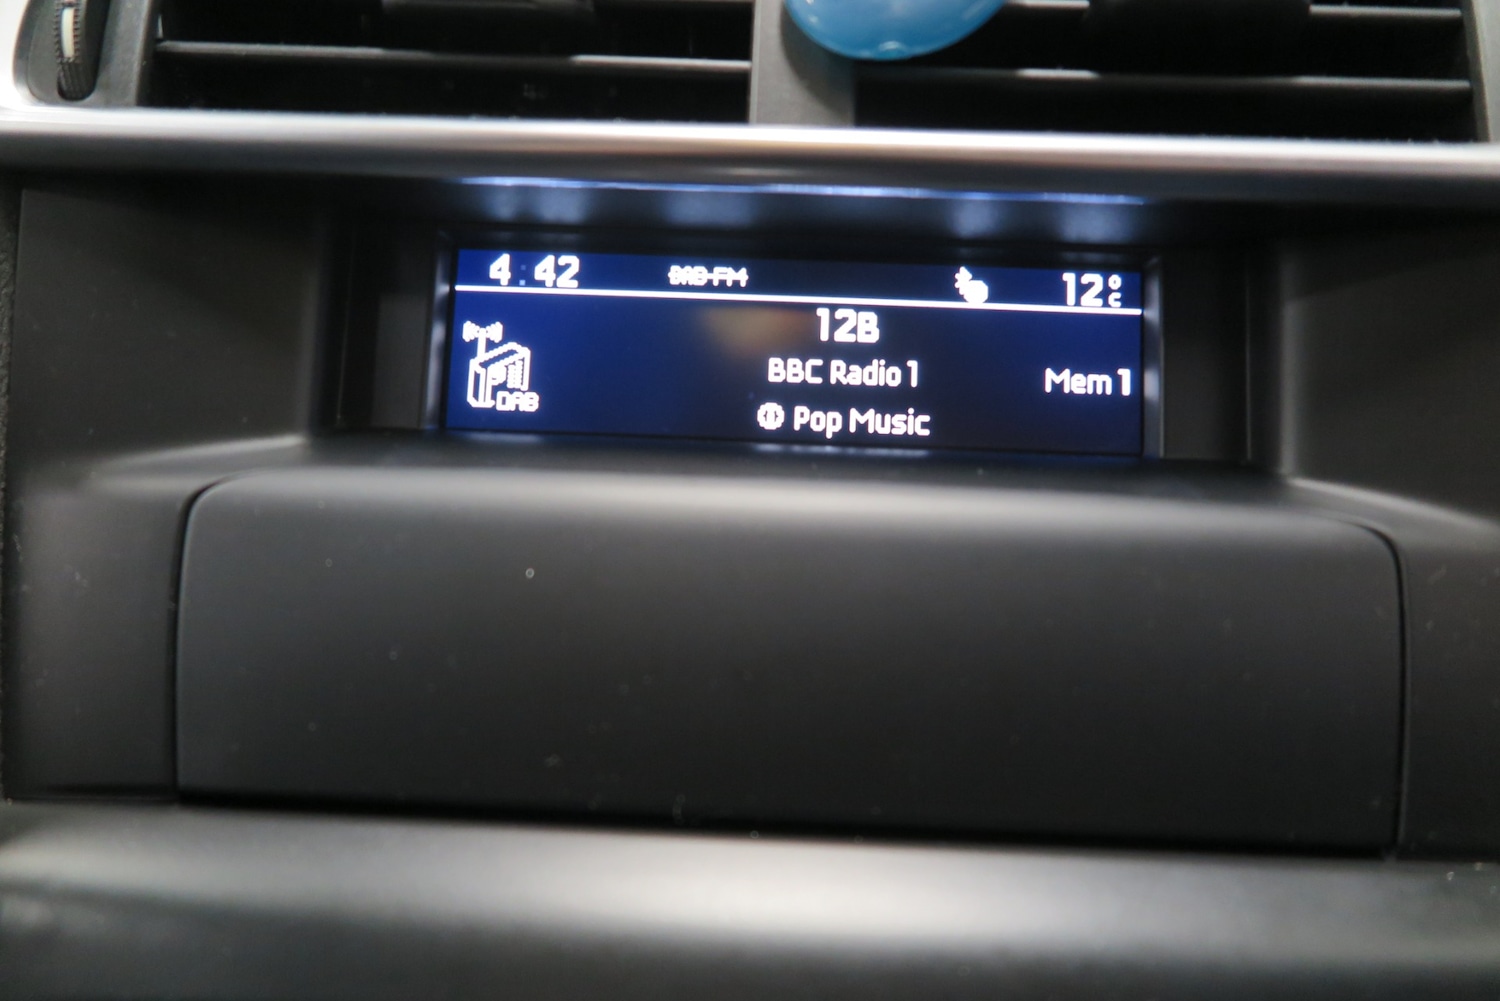 4:42 DAB-FM 12°C
12B
BBC Radio 1
Mem 1
Pop Music
DAB